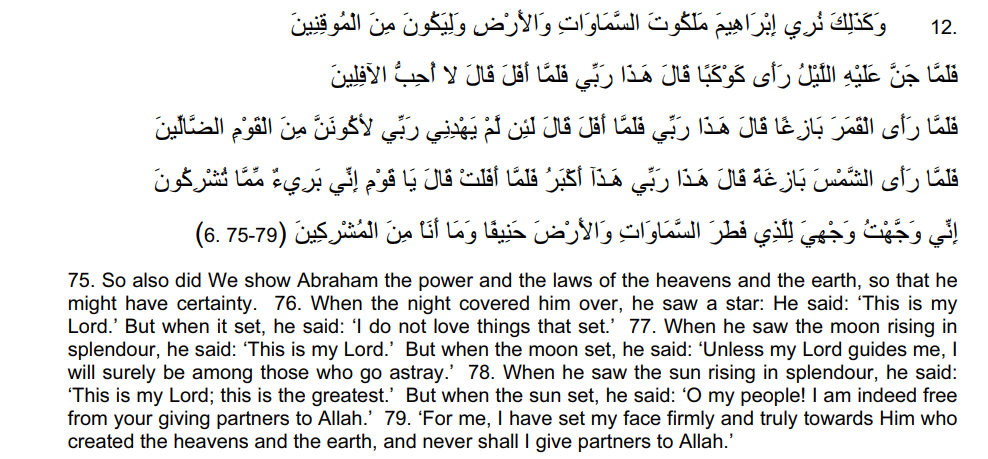 12. وَكَذَلِكَ نُرِي إِبْرَاهِيمَ مَلَكُوتَ السَّمَاوَاتِ وَالأَرْضِ وَلِيَكُونَ مِنَ الْمُوقِنِينَ
فَلَمَّا جَنَّ عَلَيْهِ اللَّيْلُ رَأَى كَوْكَبًا قَالَ هَذَا رَبِّي فَلَمَّا أَفَلَ قَالَ لا أُحِبُّ الآفِلِينَ
فَلَمَّا رَأَى الْقَمَرَ بَازِغًا قَالَ هَذَا رَبِّي فَلَمَّا أَفَلَ قَالَ لَئِن لَّمْ يَهْدِنِي رَبِّي لأَكُونَنَّ مِنَ الْقَوْمِ الضَّالِّينَ
فَلَمَّا رَأَى الشَّمْسَ بَازِغَةً قَالَ هَذَا رَبِّي هَذَآ أَكْبَرُ فَلَمَّا أَفَلَتْ قَالَ يَا قَوْمِ إِنِّي بَرِيءٌ مِّمَّا تُشْرِكُونَ
إِنِّي وَجَّهْتُ وَجْهِيَ لِلَّذِي فَطَرَ السَّمَاوَاتِ وَالأَرْضَ حَنِيفًا وَمَا أَنَاْ مِنَ الْمُشْرِكِينَ (6. 75-79)
75. So also did We show Abraham the power and the laws of the heavens and the earth, so that he
might have certainty. 76. When the night covered him over, he saw a star: He said: ‘This is my
Lord.’ But when it set, he said: ‘I do not love things that set.’ 77. When he saw the moon rising in
splendour, he said: ‘This is my Lord.’ But when the moon set, he said: ‘Unless my Lord guides me, I
will surely be among those who go astray.’ 78. When he saw the sun rising in splendour, he said:
‘This is my Lord; this is the greatest.’ But when the sun set, he said: ‘O my people! I am indeed free
from your giving partners to Allah.’ 79. ‘For me, I have set my face firmly and truly towards Him who
created the heavens and the earth, and never shall I give partners to Allah.’